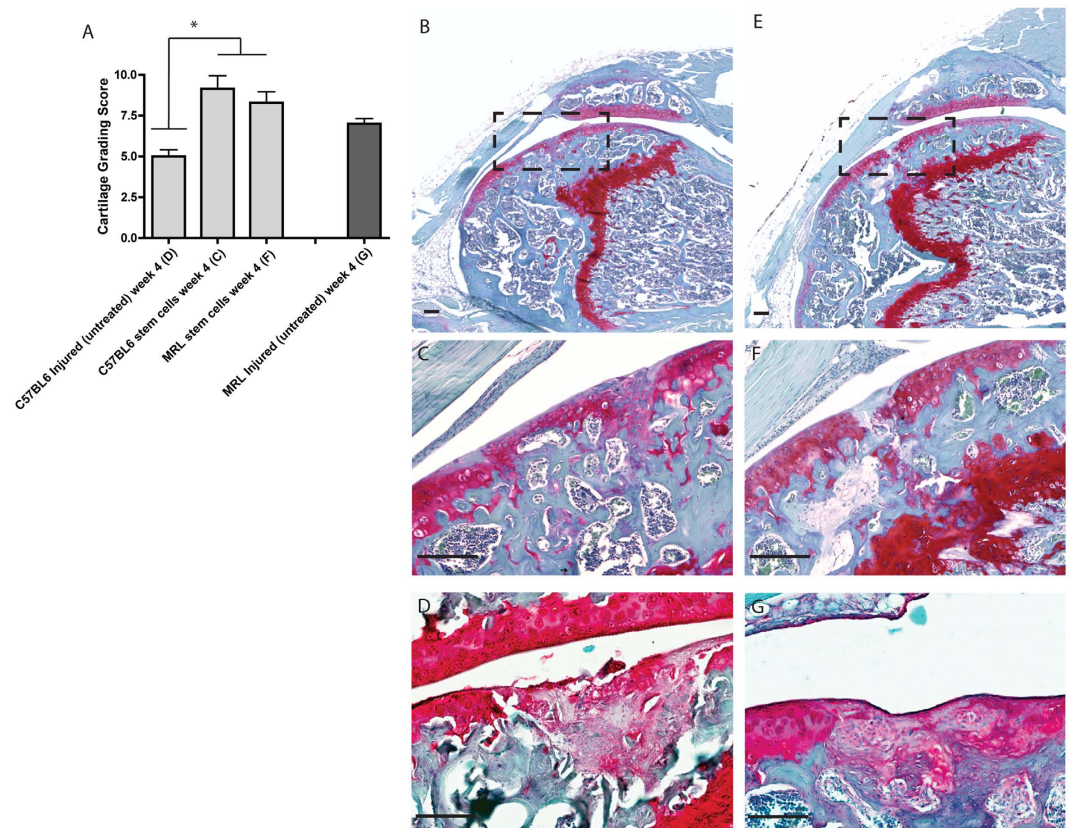 A
*
Cartilage Grading Score
10.0
7.5
5.0
2.5
0.0
C57BL6 Injured (untreated) week 4 (D)
C57BL6 stem cells week 4 (C)
MRL stem cells week 4 (F)
MRL Injured (untreated) week 4 (G)
B
E
C
F
D
G